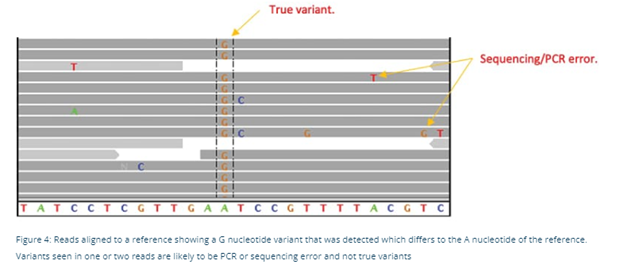 True variant.
Sequencing/PCR error.
G
G
T
G T
G
G C
A G
G
G C G G T
G
N C G
G
G
G
T A T C C T C G T T G A A T C C G T T T T A C G T C
Figure 4: Reads aligned to a reference showing a G nucleotide variant that was detected which differs to the A nucleotide of the reference.
Variants seen in one or two reads are likely to be PCR or sequencing error and not true variants